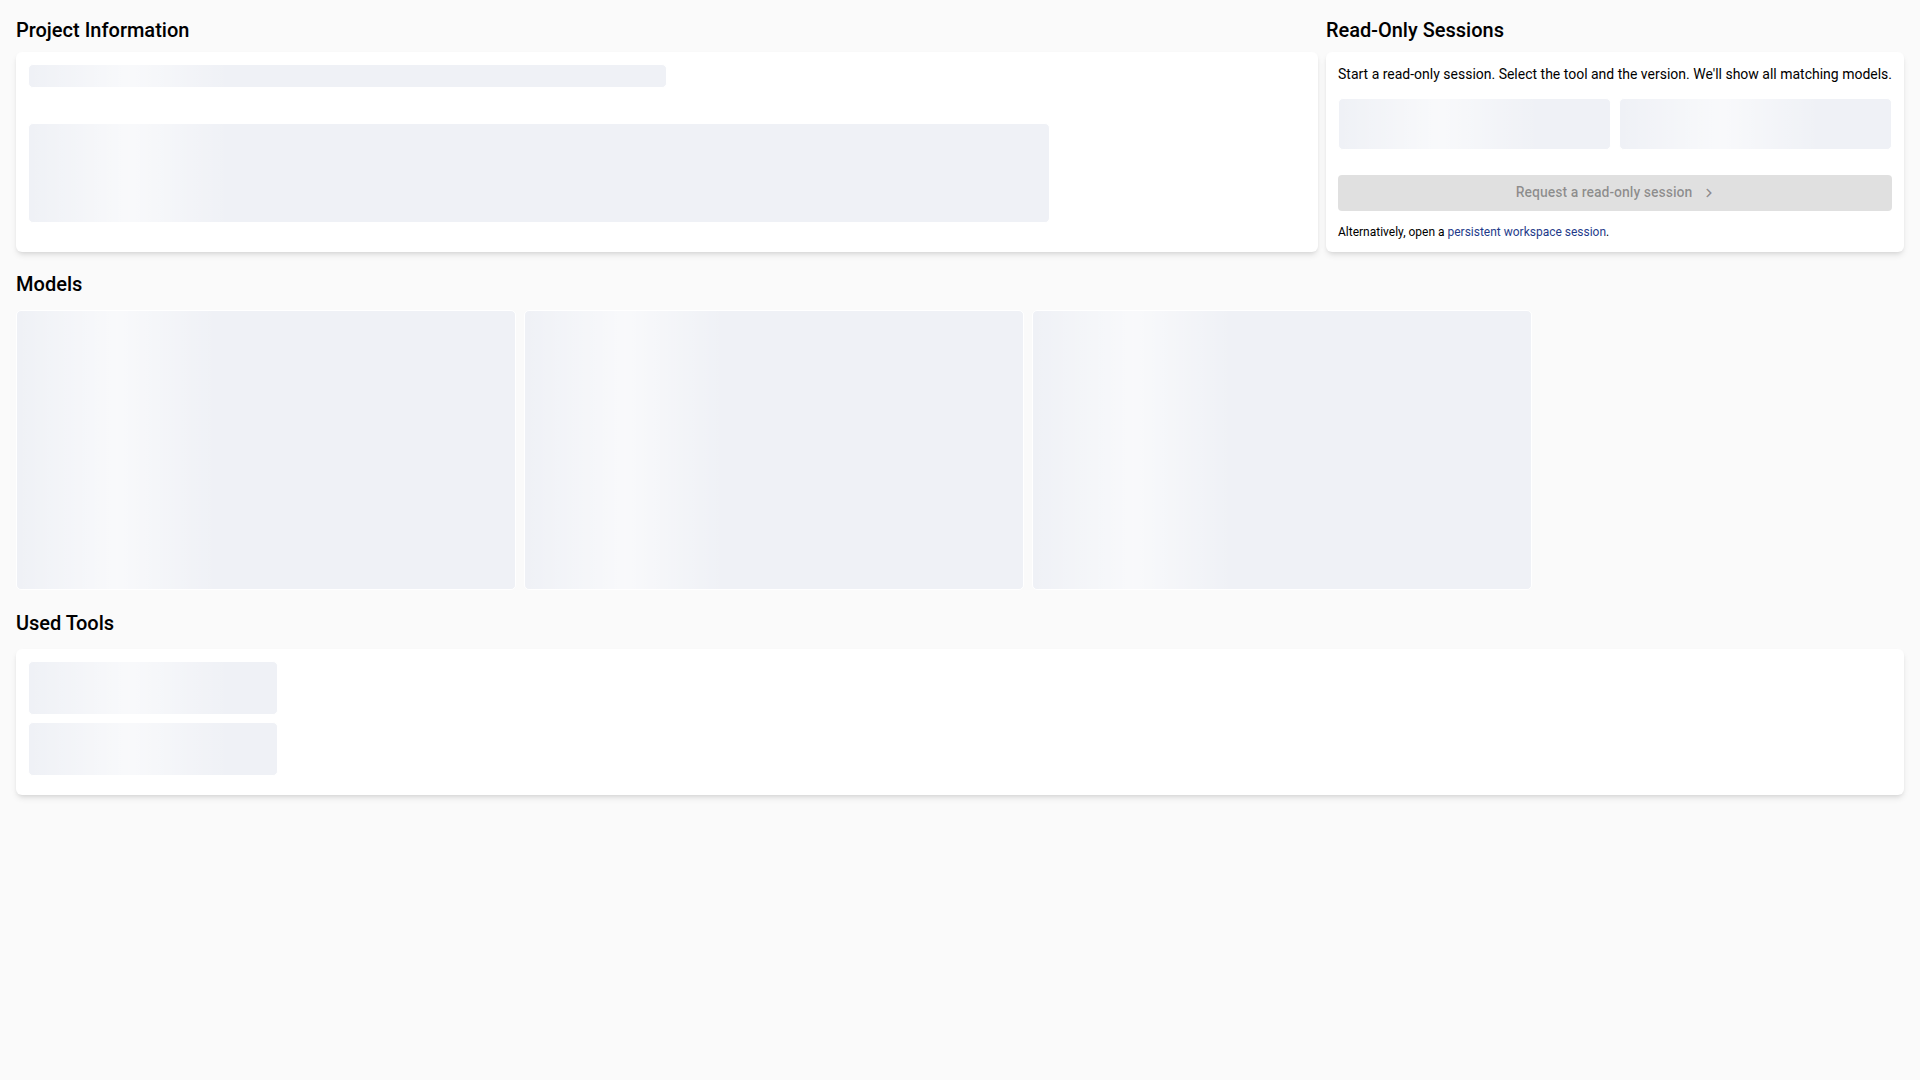 Project Information
Read-Only Sessions
Start a read-only session. Select the tool and the version. We'll show all matching models.
Request a read-only session
Alternatively, open a persistent workspace session.
Models
Used Tools